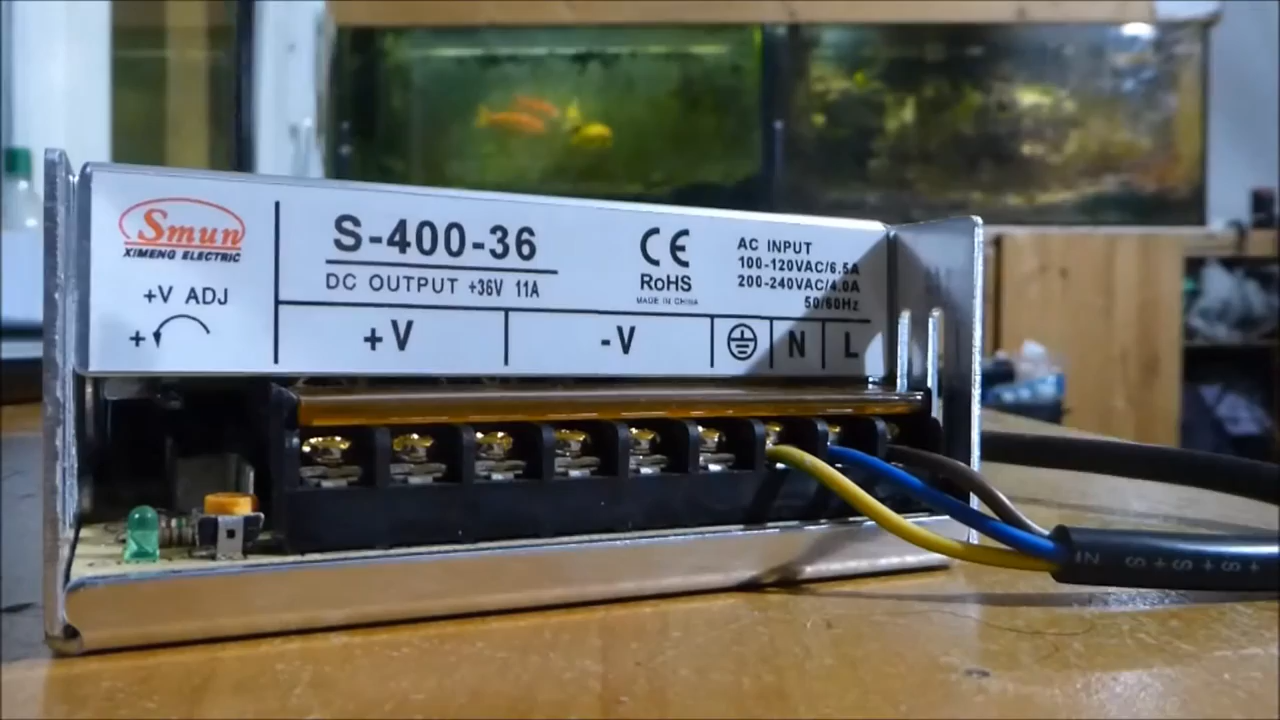 Smun
XIMENG ELECTRIC
+V ADJ
+
S-400-36
DC OUTPUT +36V 11A
CE
RoHS
MADE IN CHINA
AC INPUT
100-120VAC/6.5A
200-240VAC/4.0A
50/60Hz
+V
-V
N
L
IN S+S+S+